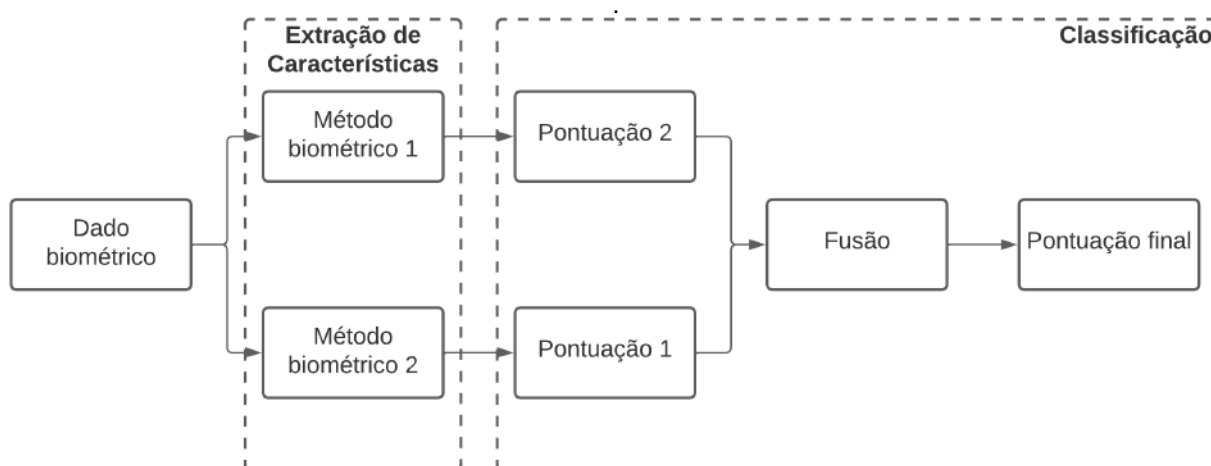 Extração de
Características
Classificação
Método
biométrico 1
Pontuação 2
Dado
biométrico
Fusão
Pontuação final
Método
biométrico 2
Pontuação 1